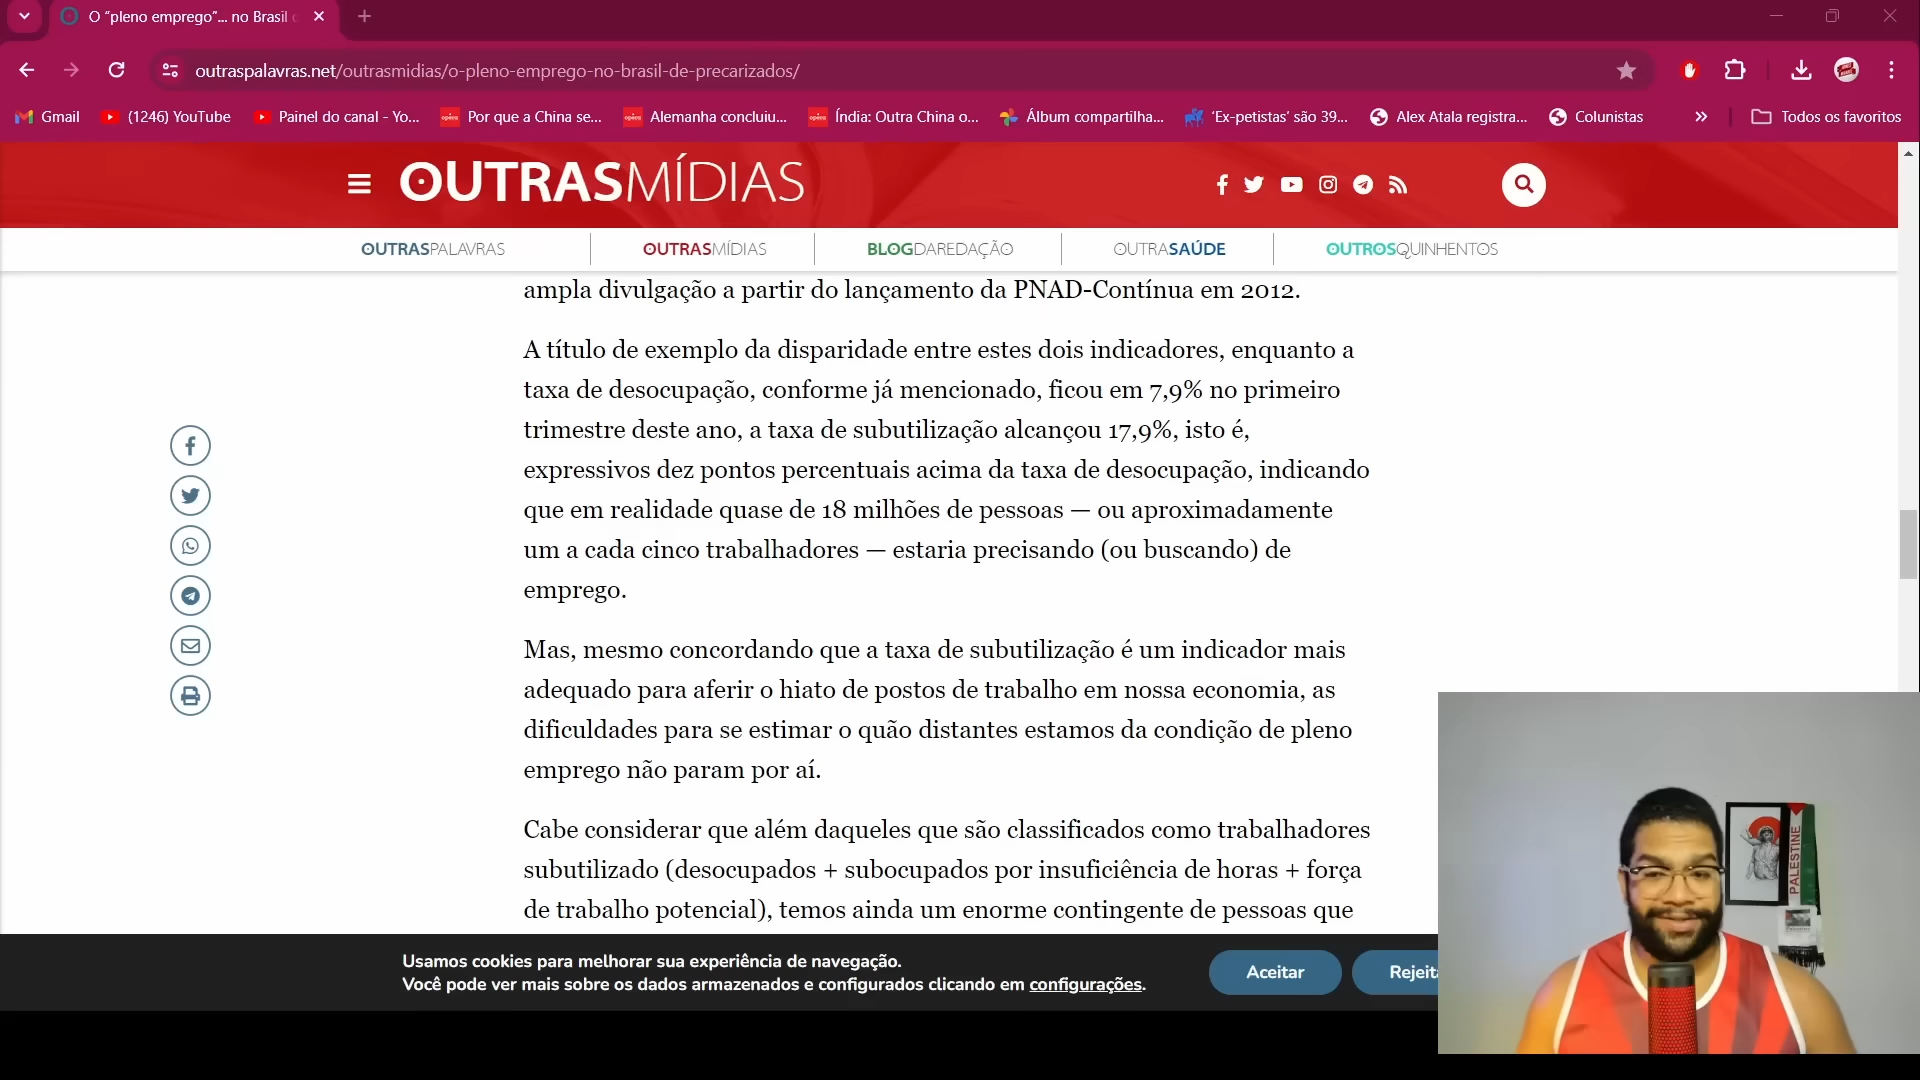 O “pleno emprego”... no Brasil
outraspalavras.net/outrasmidias/o-pleno-emprego-no-brasil-de-precarizados/
Gmail
(1246) YouTube
Painel do canal - Yo...
Por que a China se...
Alemanha concluiu...
Índia: Outra China o...
Álbum compartilha...
'Ex-petistas' são 39...
Alex Atala registra...
Colunistas
»
Todos os favoritos
OUTRASMÍDIAS
OUTRASPALAVRAS
OUTRASMÍDIAS
BLOGDAREDAÇÃO
OUTRASAÚDE
OUTROSQUINHENTOS
ampla divulgação a partir do lançamento da PNAD-Contínua em 2012.
A título de exemplo da disparidade entre estes dois indicadores, enquanto a
taxa de desocupação, conforme já mencionado, ficou em 7,9% no primeiro
trimestre deste ano, a taxa de subutilização alcançou 17,9%, isto é,
expressivos dez pontos percentuais acima da taxa de desocupação, indicando
que em realidade quase de 18 milhões de pessoas — ou aproximadamente
um a cada cinco trabalhadores — estaria precisando (ou buscando) de
emprego.
Mas, mesmo concordando que a taxa de subutilização é um indicador mais
adequado para aferir o hiato de postos de trabalho em nossa economia, as
dificuldades para se estimar o quão distantes estamos da condição de pleno
emprego não param por aí.
Cabe considerar que além daqueles que são classificados como trabalhadores
subutilizado (desocupados + subocupados por insuficiência de horas + força
de trabalho potencial), temos ainda um enorme contingente de pessoas que
Usamos cookies para melhorar sua experiência de navegação.
Você pode ver mais sobre os dados armazenados e configurados clicando em configurações.
Aceitar
Rejeita
PALESTINE